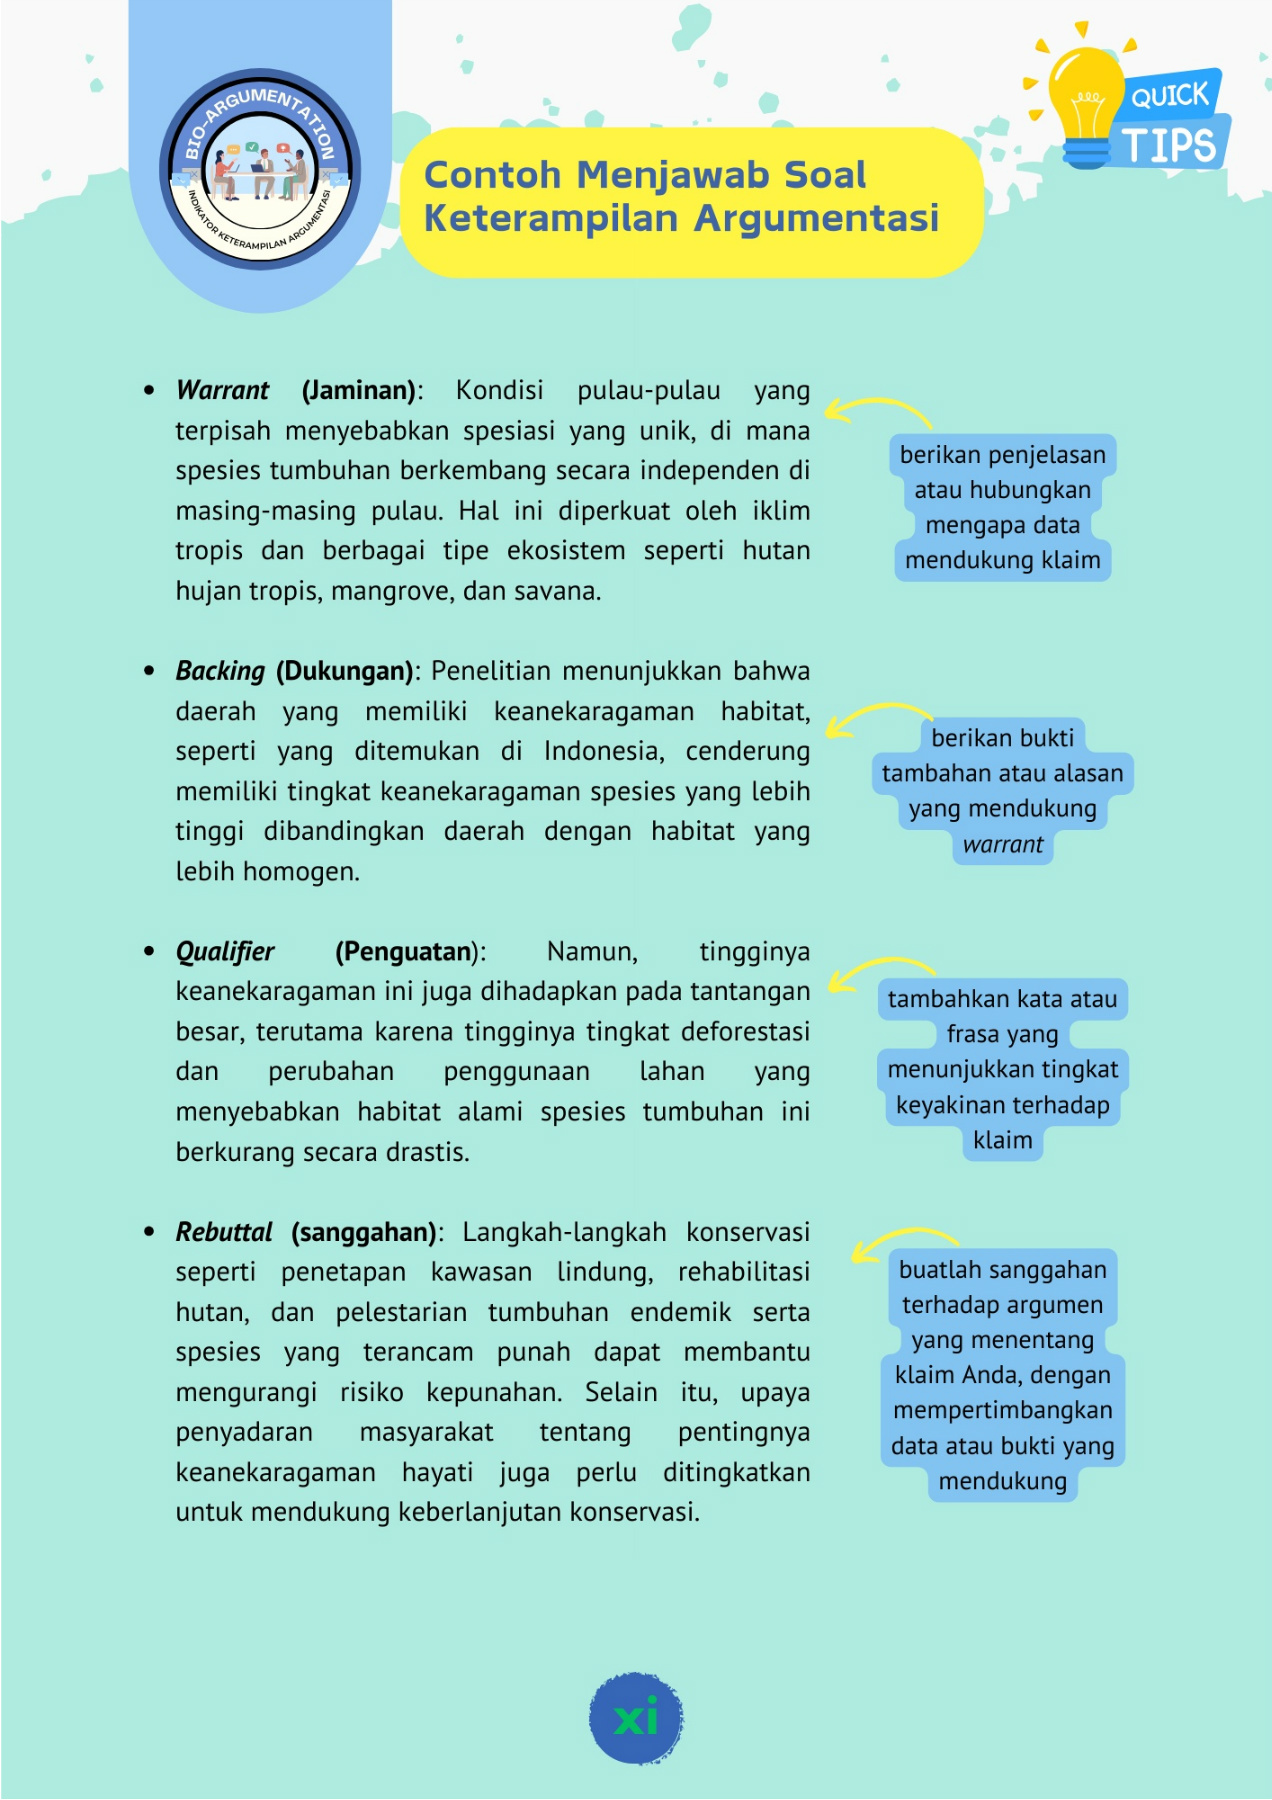 BIO-ARGUMENTATION
INDIKATOR KETERAMPILAN ARGUMENTASI
QUICK
TIPS
Contoh Menjawab Soal
Keterampilan Argumentasi
• Warrant (Jaminan): Kondisi pulau-pulau yang
terpisah menyebabkan spesiasi yang unik, di mana
spesies tumbuhan berkembang secara independen di
masing-masing pulau. Hal ini diperkuat oleh iklim
tropis dan berbagai tipe ekosistem seperti hutan
hujan tropis, mangrove, dan savana.
berikan penjelasan
atau hubungkan
mengapa data
mendukung klaim
• Backing (Dukungan): Penelitian menunjukkan bahwa
daerah yang memiliki keanekaragaman habitat,
seperti yang ditemukan di Indonesia, cenderung
memiliki tingkat keanekaragaman spesies yang lebih
tinggi dibandingkan daerah dengan habitat yang
lebih homogen.
berikan bukti
tambahan atau alasan
yang mendukung
warrant
• Qualifier (Penguatan): Namun, tingginya
keanekaragaman ini juga dihadapkan pada tantangan
besar, terutama karena tingginya tingkat deforestasi
dan perubahan penggunaan lahan yang
menyebabkan habitat alami spesies tumbuhan ini
berkurang secara drastis.
tambahkan kata atau
frasa yang
menunjukkan tingkat
keyakinan terhadap
klaim
• Rebuttal (sanggahan): Langkah-langkah konservasi
seperti penetapan kawasan lindung, rehabilitasi
hutan, dan pelestarian tumbuhan endemik serta
spesies yang terancam punah dapat membantu
mengurangi risiko kepunahan. Selain itu, upaya
penyadaran masyarakat tentang pentingnya
keanekaragaman hayati juga perlu ditingkatkan
untuk mendukung keberlanjutan konservasi.
buatlah sanggahan
terhadap argumen
yang menentang
klaim Anda, dengan
mempertimbangkan
data atau bukti yang
mendukung
xi